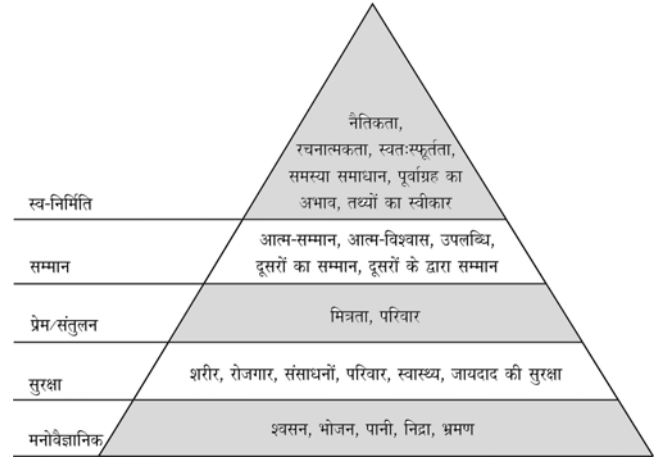 नैतिकता,
रचनात्मकता, स्वतःस्फूर्तता,
समस्या समाधान, पूर्वाग्रह का
स्व-निर्मिति अभाव, तथ्यों का स्वीकार
आत्म-सम्मान, आत्म-विश्वास, उपलब्धि,
सम्मान दूसरों का सम्मान, दूसरों के द्वारा सम्मान
प्रेम/संतुलन मित्रता, परिवार
सुरक्षा शरीर, रोजगार, संसाधनों, परिवार, स्वास्थ्य, जायदाद की सुरक्षा
मनोवैज्ञानिक श्वसन, भोजन, पानी, निद्रा, भ्रमण